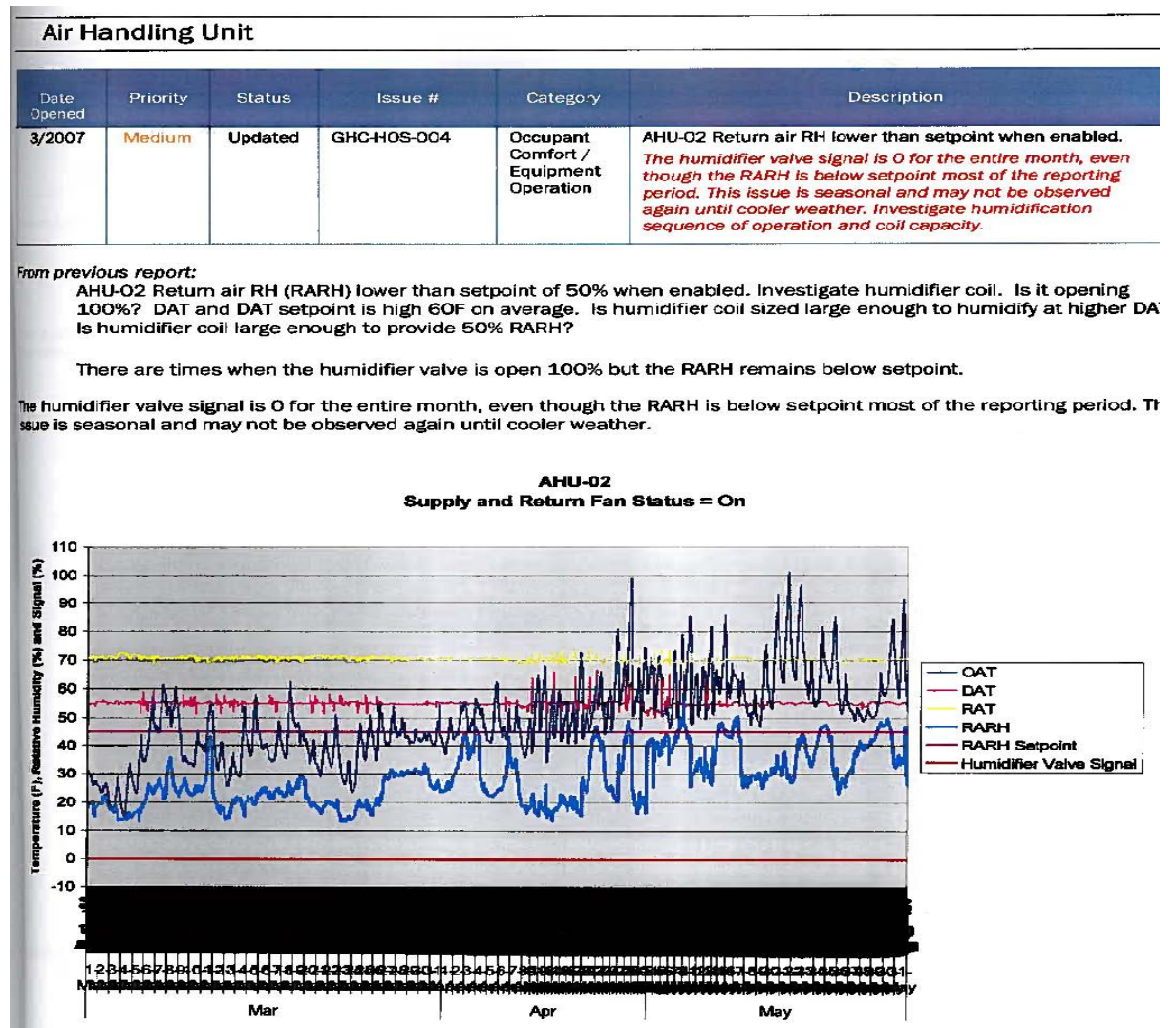 Air Handling Unit
Date Opened Priority Status Issue # Category Description
3/2007 Medium Updated GHC-H0S-004 Occupant Comfort / Equipment Operation
AHU-02 Return air RH lower than setpoint when enabled.
The humidifier valve signal is 0 for the entire month, even
though the RARH is below setpoint most of the reporting
period. This issue is seasonal and may not be observed
again until cooler weather. Investigate humidification
sequence of operation and coil capacity.
From previous report:
AHU-02 Return air RH (RARH) lower than setpoint of 50% when enabled. Investigate humidifier coil. Is it opening
100%? DAT and DAT setpoint is high 60F on average. Is humidifier coil sized large enough to humidify at higher DA
Is humidifier coil large enough to provide 50% RARH?
There are times when the humidifier valve is open 100% but the RARH remains below setpoint.
The humidifier valve signal is 0 for the entire month, even though the RARH is below setpoint most of the reporting period. Th
ssue is seasonal and may not be observed again until cooler weather.
AHU-02
Supply and Return Fan Status = On
Temperature (F), Relative Humidity (%) and Signal (%)
110
100
90
80
70
60
50
40
30
20
10
0
-10
OAT
DAT
RAT
RARH
RARH Setpoint
Humidifier Valve Signal
Mar Apr May